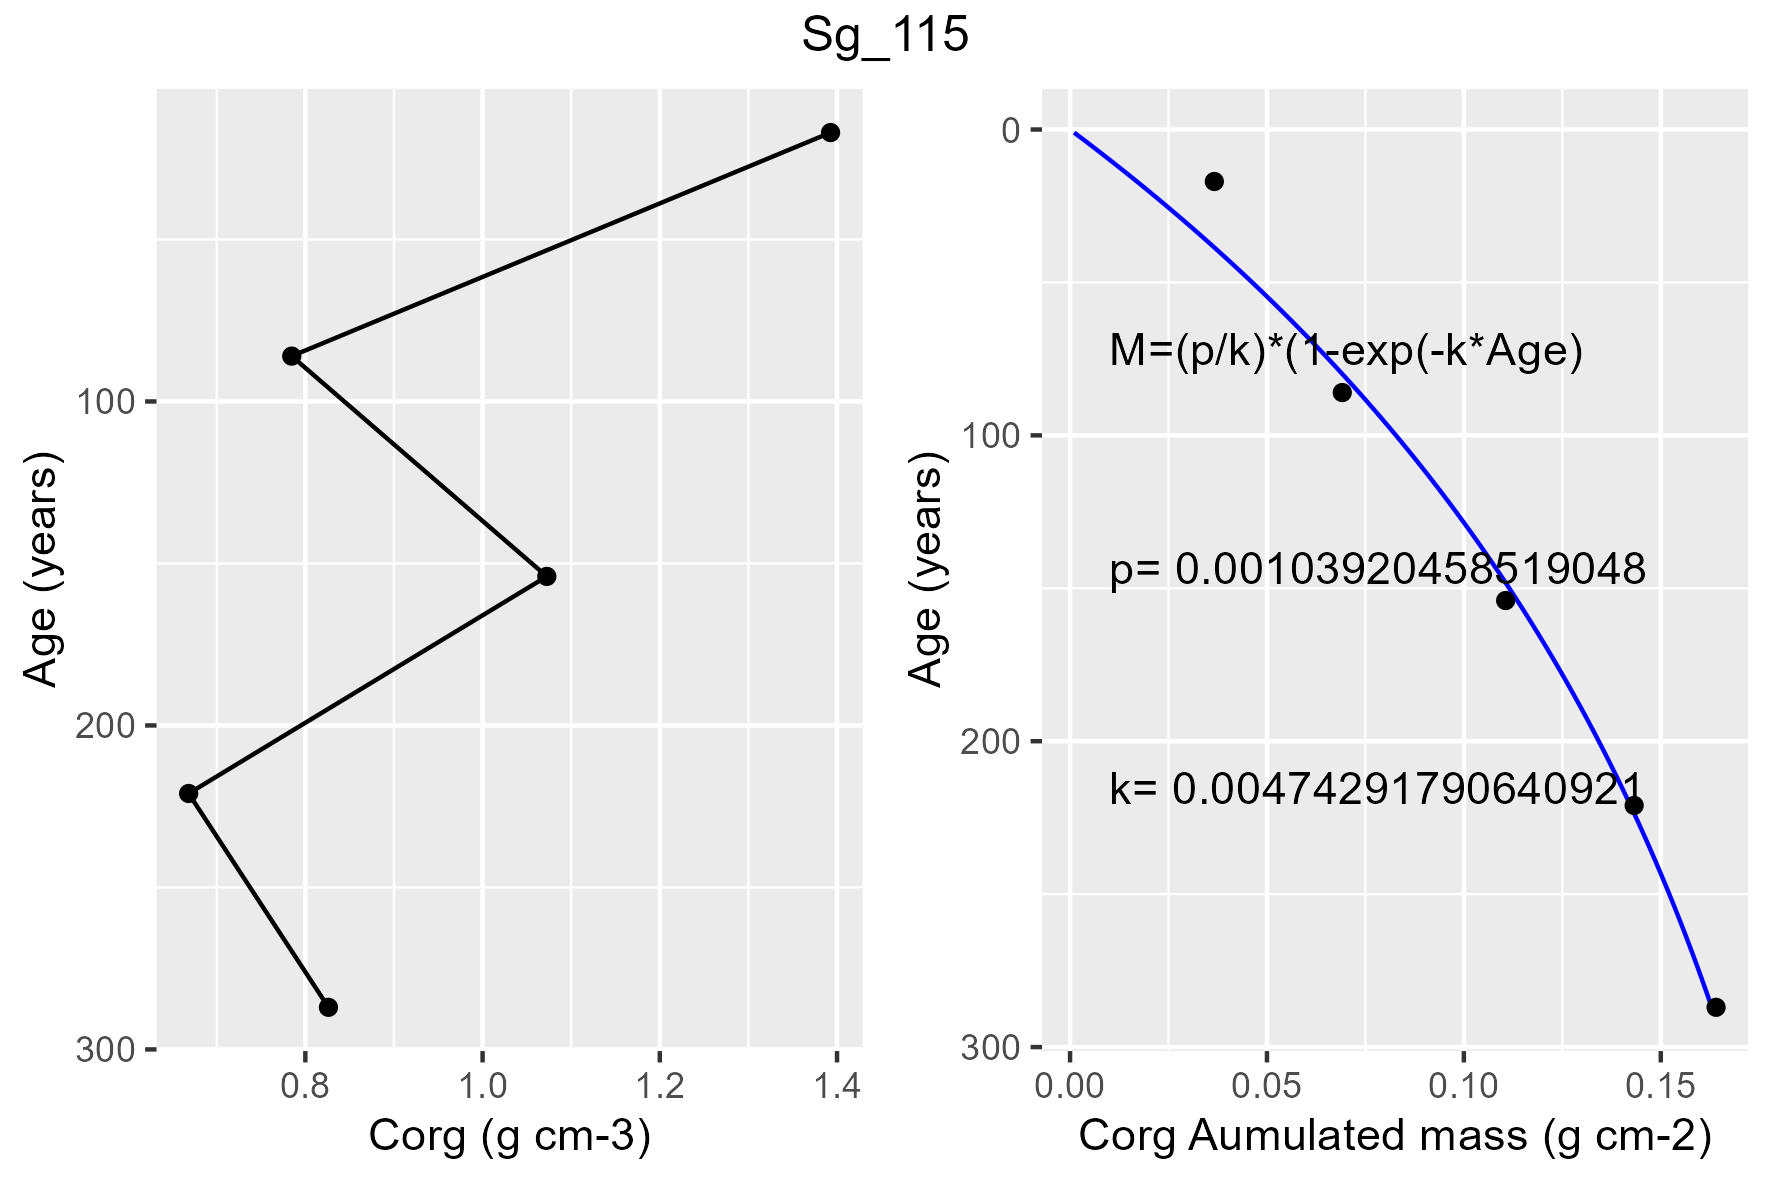 Sg_115
Age (years)
100
200
300
0.8
1.0
1.2
1.4
Corg (g cm-3)
Age (years)
0
100
200
300
M=(p/k)*(1-exp(-k*Age)
p= 0.00103920458519048
k= 0.00474291790640921
0.00
0.05
0.10
0.15
Corg Aumulated mass (g cm-2)